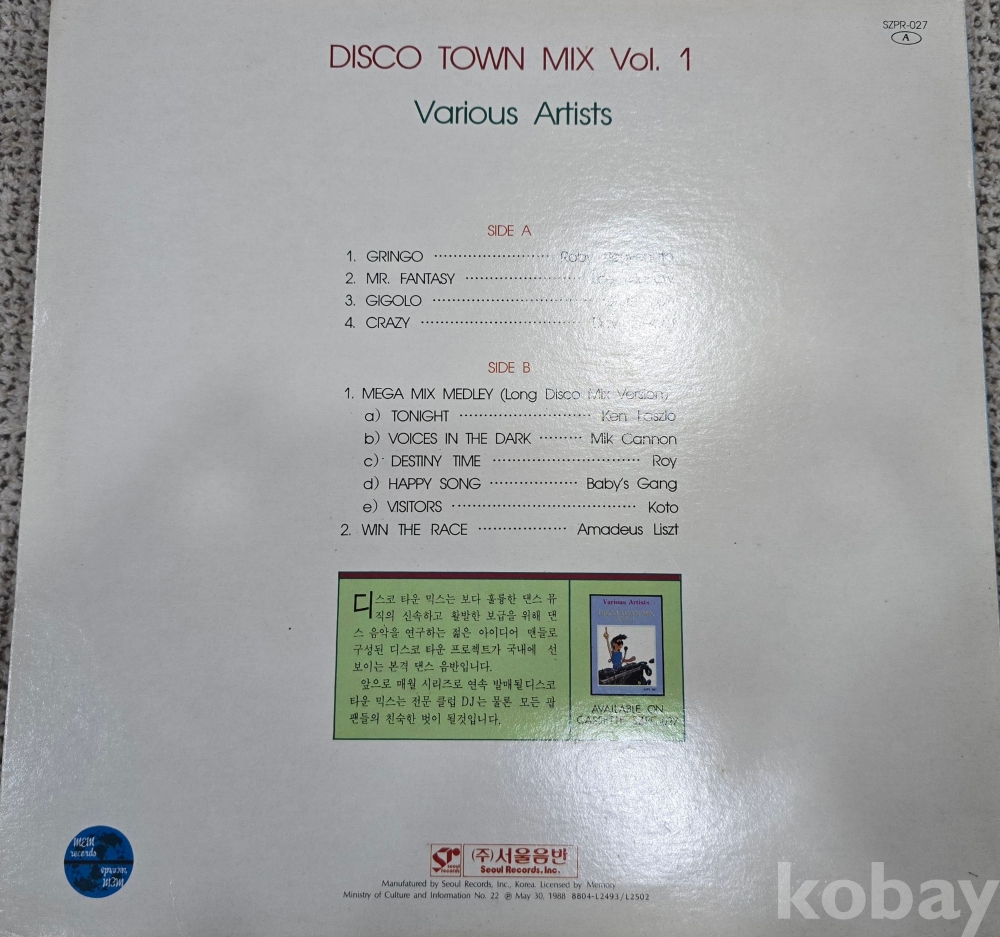 SZPR-027
A
DISCO TOWN MIX Vol. 1
Various Artists
SIDE A
1. GRINGO
2. MR. FANTASY
3. GIGOLO
4. CRAZY
SIDE B
1. MEGA MIX MEDLEY (Long Disco Mix Version)
a) TONIGHT ························ Ken Laszlo
b) VOICES IN THE DARK ········· Mik Cannon
c) DESTINY TIME ··························· Roy
d) HAPPY SONG ················· Baby's Gang
e) VISITORS ·································· Koto
2. WIN THE RACE ················· Amadeus Liszt
디스코 타운 믹스는 보다 훌륭한 댄스 뮤
직의 신속하고 활발한 보급을 위해 댄
스 음악을 연구하는 젊은 아이디어 맨들로
구성된 디스코 타운 프로젝트가 국내에 선
보이는 본격 댄스 음반입니다.
앞으로 매월 시리즈로 연속 발매될 디스코
타운 믹스는 전문 클럽 DJ는 물론 모든 팝
팬들의 친숙한 벗이 될것입니다.
Various Artists
AVAILABLE ON
CASSETTE
MEM
records
records
MEM
sr
seoul
records
(주)서울음반
Seoul Records, Inc.
Manufatured by Seoul Records, Inc., Korea. Licensed by Memory
Ministry of Culture and Information No. 22 ℗ May 30, 1988 8804-L2493/L2502
kobay